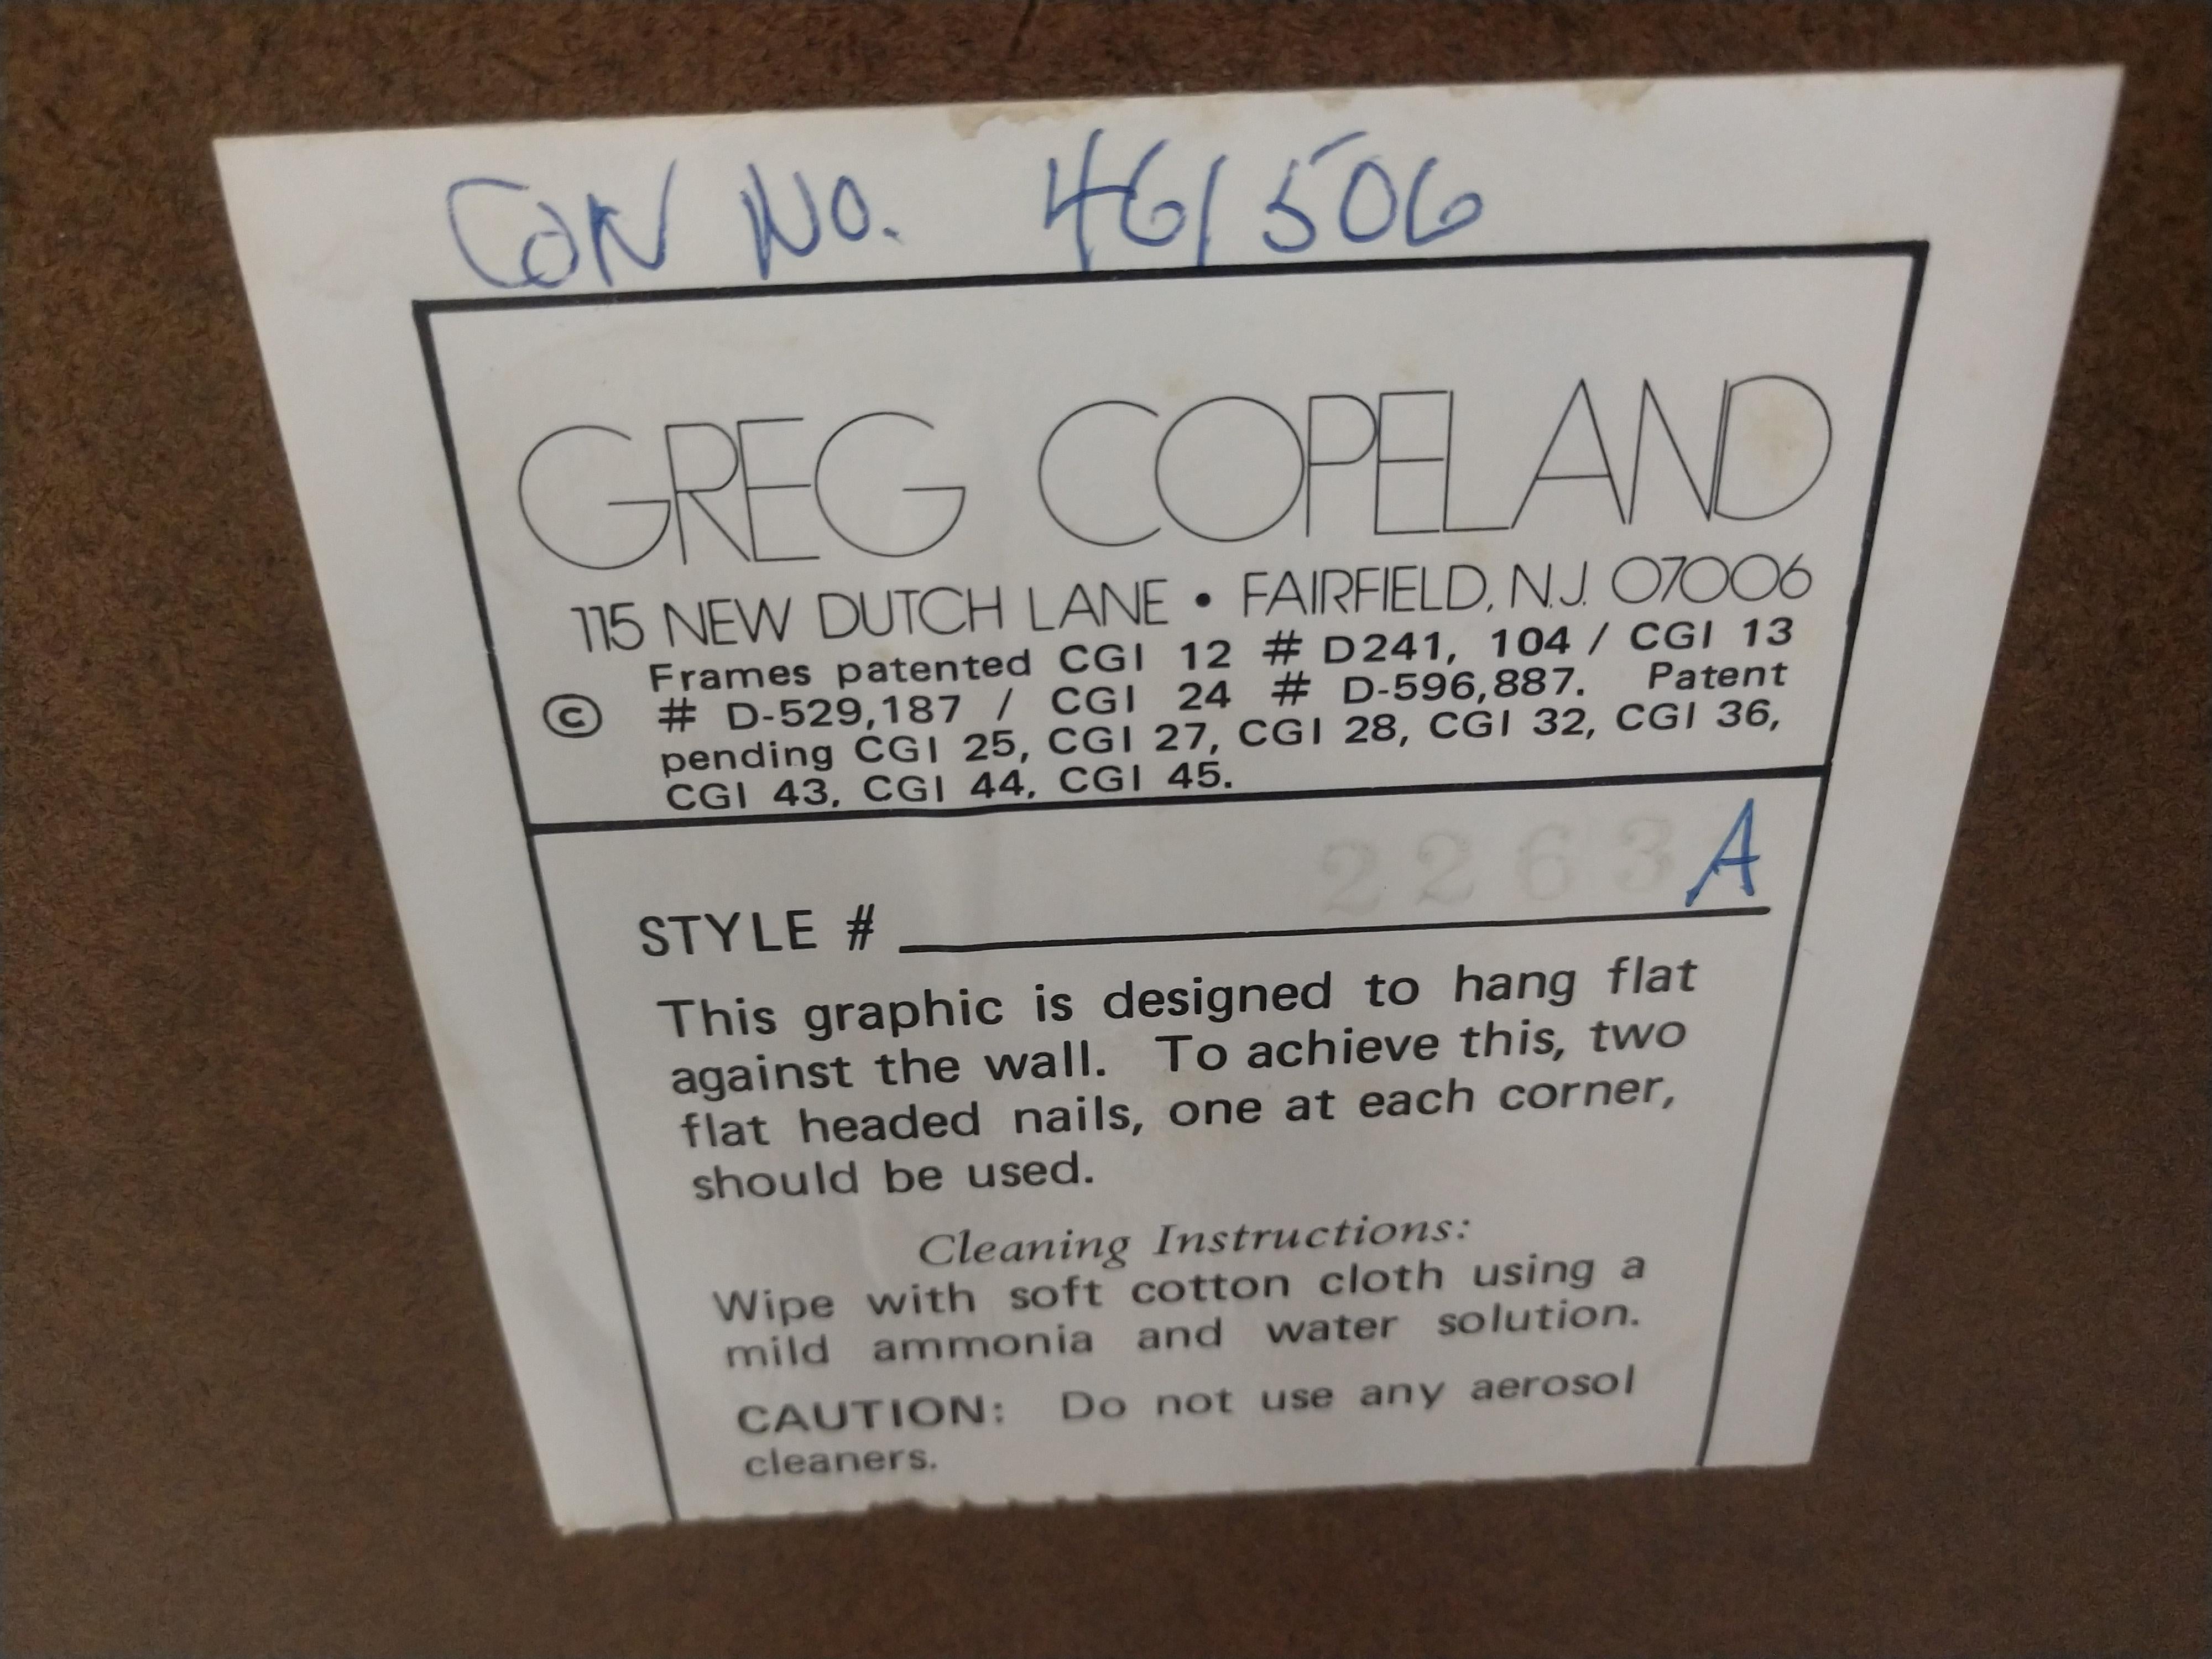 CON No. 461506
GREG COPELAND
115 NEW DUTCH LANE • FAIRFIELD, N.J. 07006
Frames patented CGI 12 # D241, 104 / CGI 13
© # D-529,187 / CGI 24 # D-596,887. Patent
pending CGI 25, CGI 27, CGI 28, CGI 32, CGI 36,
CGI 43, CGI 44, CGI 45.
STYLE # 2263A
This graphic is designed to hang flat
against the wall. To achieve this, two
flat headed nails, one at each corner,
should be used.
Cleaning Instructions:
Wipe with soft cotton cloth using a
mild ammonia and water solution.
CAUTION: Do not use any aerosol
cleaners.